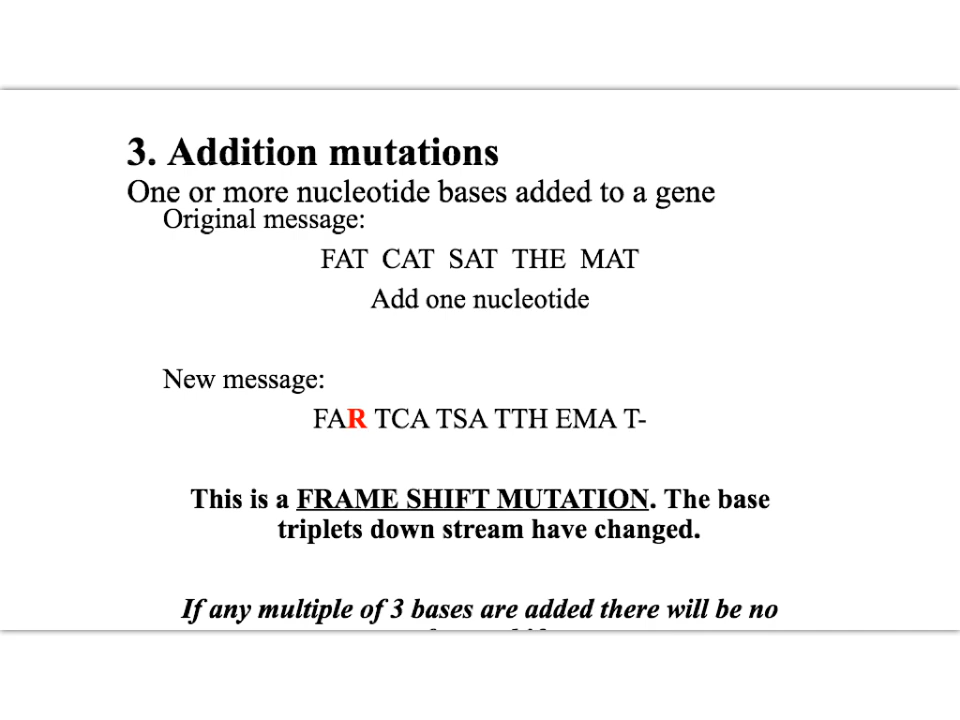 3. Addition mutations
One or more nucleotide bases added to a gene
Original message:
FAT CAT SAT THE MAT
Add one nucleotide
New message:
FAR TCA TSA TTH EMA T-
This is a FRAME SHIFT MUTATION. The base
triplets down stream have changed.
If any multiple of 3 bases are added there will be no